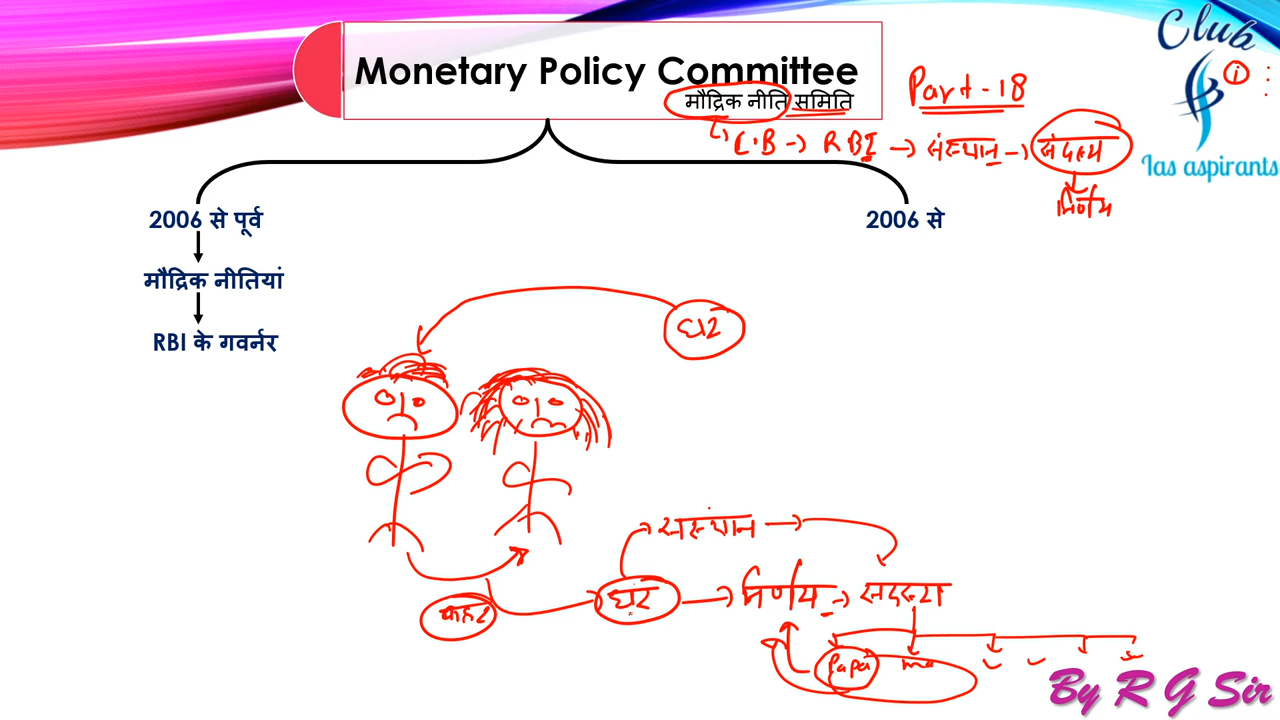 Club
Ias aspirants
Monetary Policy Committee
मौद्रिक नीति समिति
Part-18
C.B → RBI → संस्थान → सदस्य
निर्णय
2006 से पूर्व
मौद्रिक नीतियां
RBI के गवर्नर
2006 से
घर
संस्थान
घर → निर्णय → सदस्य
Papa
By R G Sir